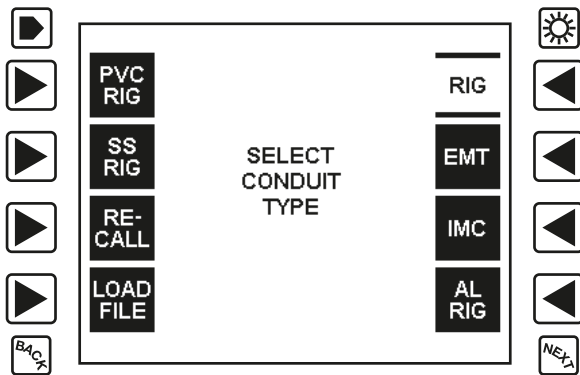 PVC
RIG
SS
RIG
RE-
CALL
LOAD
FILE
SELECT
CONDUIT
TYPE
RIG
EMT
IMC
AL
RIG
BACK
NEXT